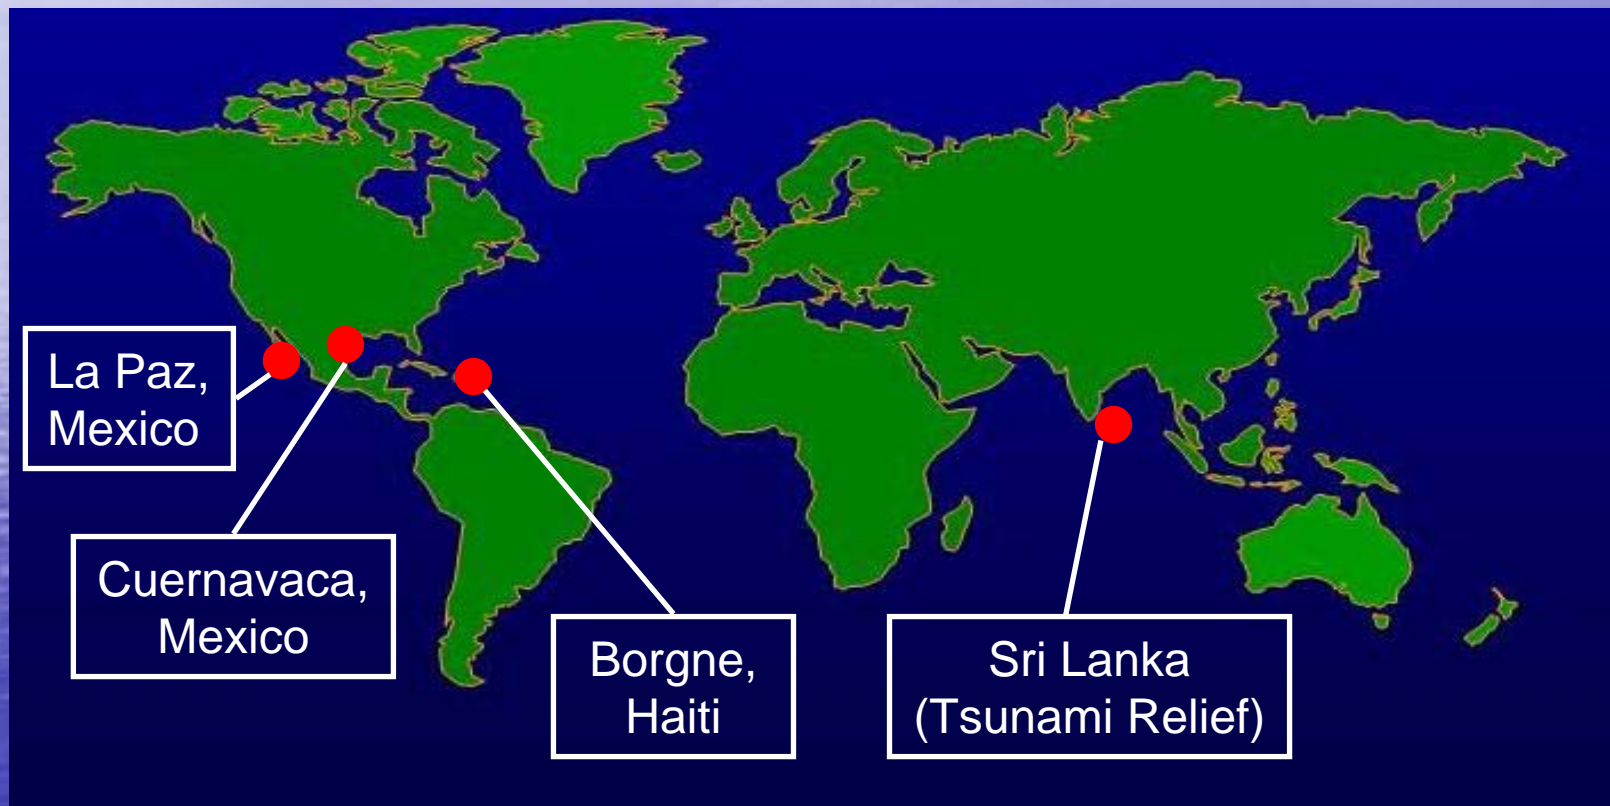 La Paz,
Mexico
Cuernavaca,
Mexico
Borgne,
Haiti
Sri Lanka
(Tsunami Relief)